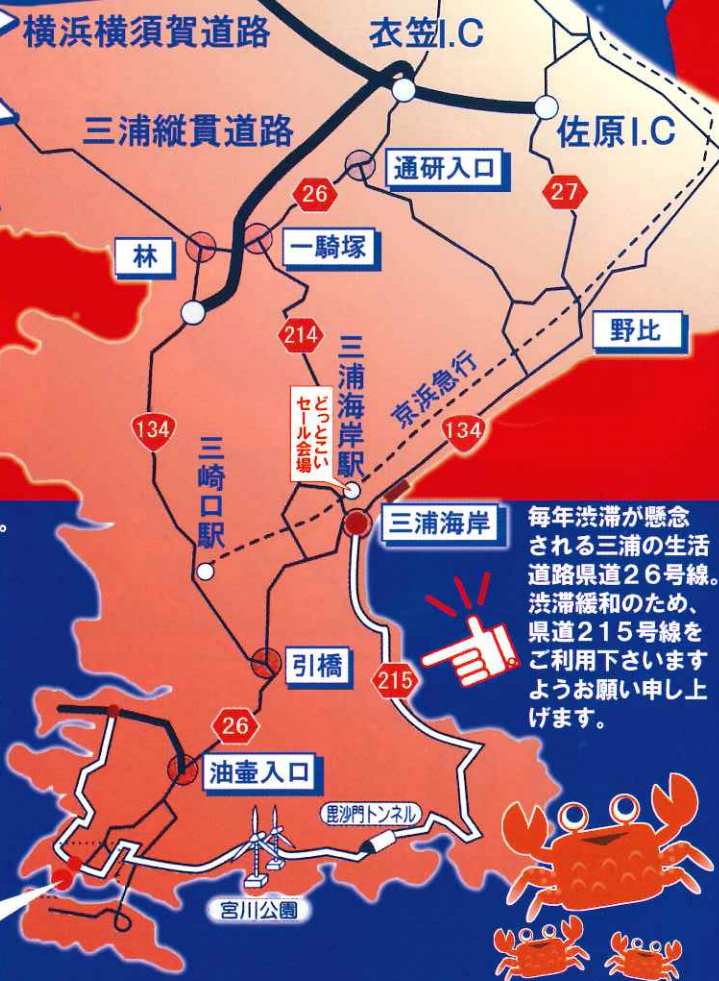 横浜横須賀道路
衣笠I.C
三浦縦貫道路
佐原I.C
通研入口
26
27
林
一騎塚
214
野比
三浦海岸駅
京浜急行
どっとこい
セール会場
134
134
三崎口駅
。
三浦海岸
毎年渋滞が懸念
される三浦の生活
道路県道26号線。
渋滞緩和のため、
県道215号線を
ご利用下さいます
ようお願い申し上
げます。
引橋
215
26
油壷入口
毘沙門トンネル
宮川公園